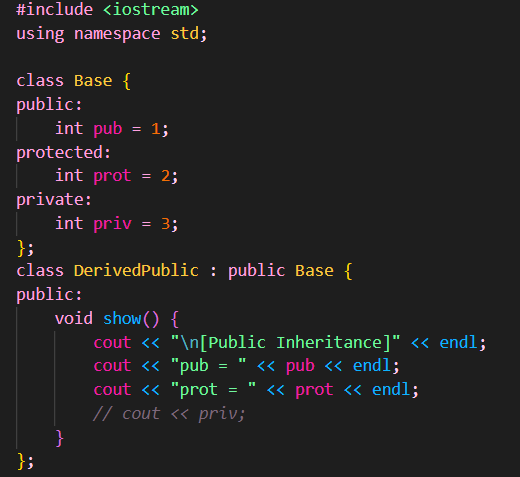 #include <iostream>
using namespace std;

class Base {
public:
    int pub = 1;
protected:
    int prot = 2;
private:
    int priv = 3;
};
class DerivedPublic : public Base {
public:
    void show() {
        cout << "\n[Public Inheritance]" << endl;
        cout << "pub = " << pub << endl;
        cout << "prot = " << prot << endl;
        // cout << priv;
    }
};